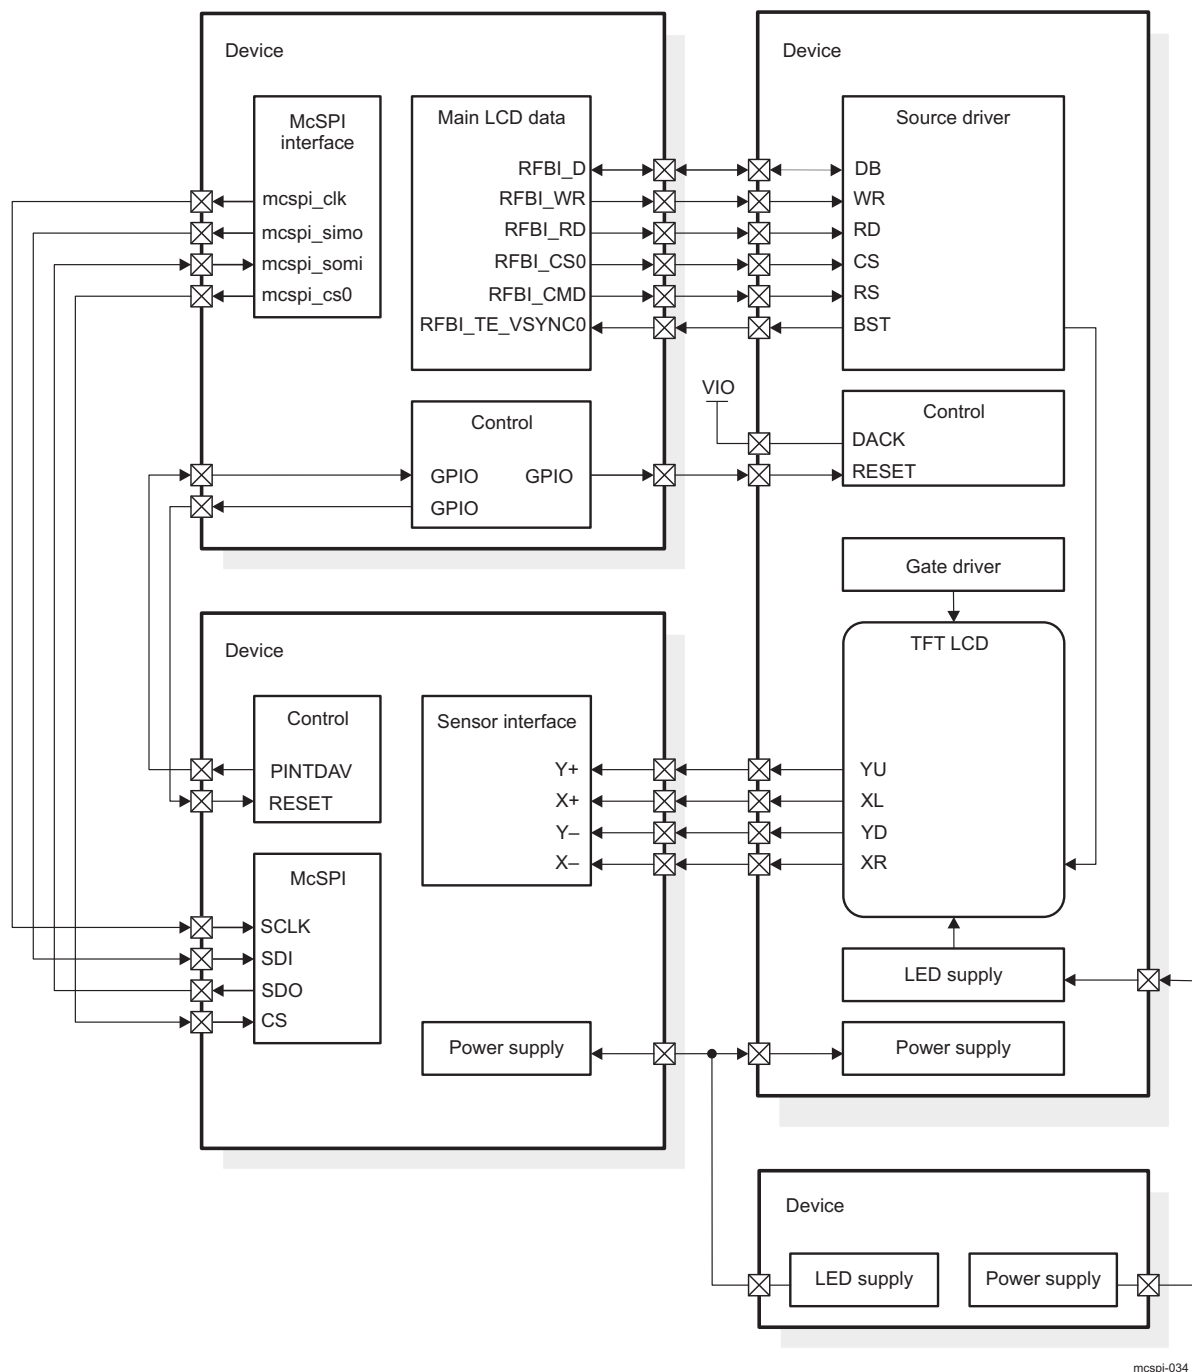 Device
McSPI
interface
mcspi_clk
mcspi_simo
mcspi_somi
mcspi_cs0
Main LCD data
RFBI_D
RFBI_WR
RFBI_RD
RFBI_CS0
RFBI_CMD
RFBI_TE_VSYNC0
Control
GPIO GPIO
GPIO
Device
Source driver
DB
WR
RD
CS
RS
BST
VIO
Control
DACK
RESET
Gate driver
TFT LCD
YU
XL
YD
XR
LED supply
Power supply
Device
Control
PINTDAV
RESET
Sensor interface
Y+
X+
Y–
X–
McSPI
SCLK
SDI
SDO
CS
Power supply
Device
LED supply
Power supply
mcspi-034